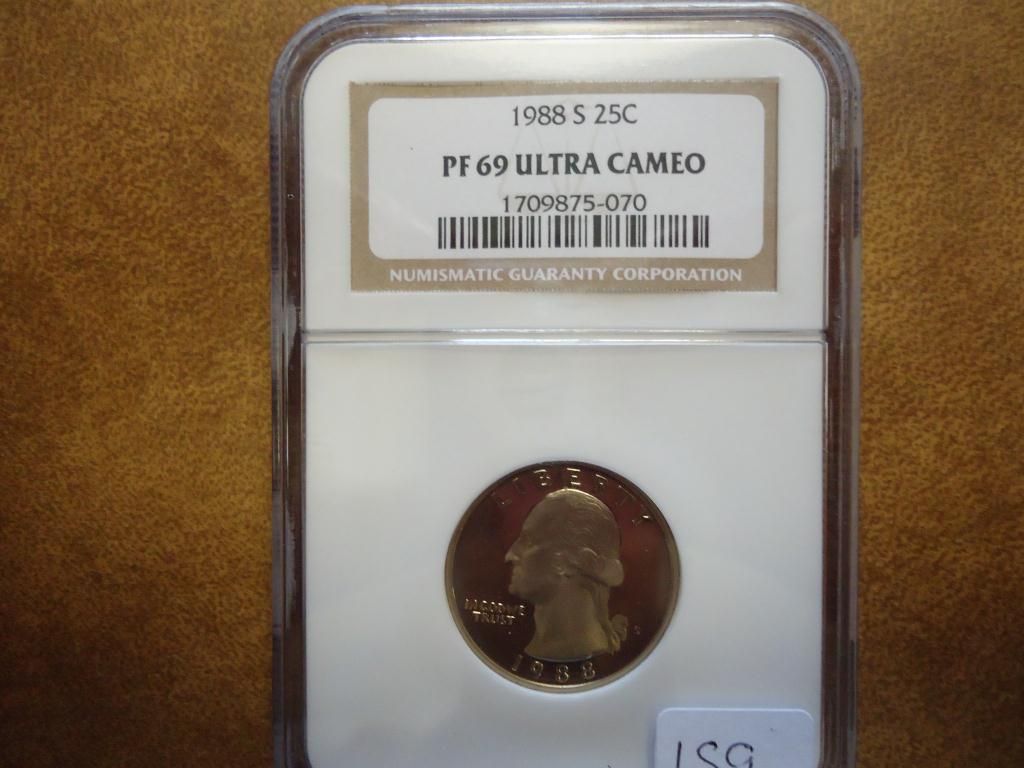 1988 S 25C
PF 69 ULTRA CAMEO
1709875-070
NUMISMATIC GUARANTY CORPORATION
LIBERTY
IN GOD WE
TRUST
S
1988